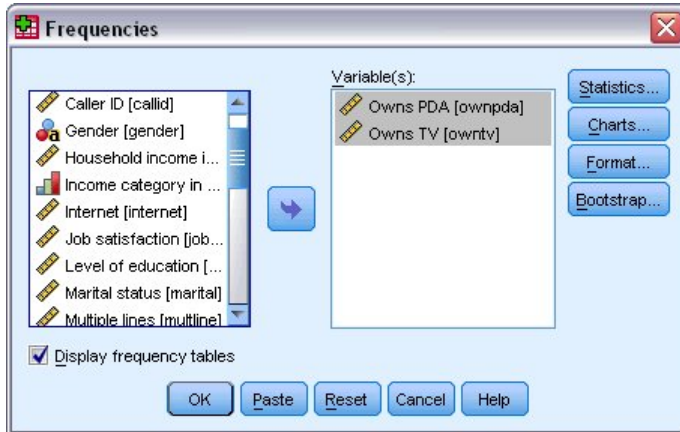 Frequencies
Caller ID [callid]
Gender [gender]
Household income i...
Income category in ...
Internet [internet]
Job satisfaction [job...
Level of education [...
Marital status [marital]
Multiple lines [multline]
Variable(s):
Owns PDA [ownpda]
Owns TV [owntv]
Statistics...
Charts...
Format...
Bootstrap...
Display frequency tables
OK
Paste
Reset
Cancel
Help